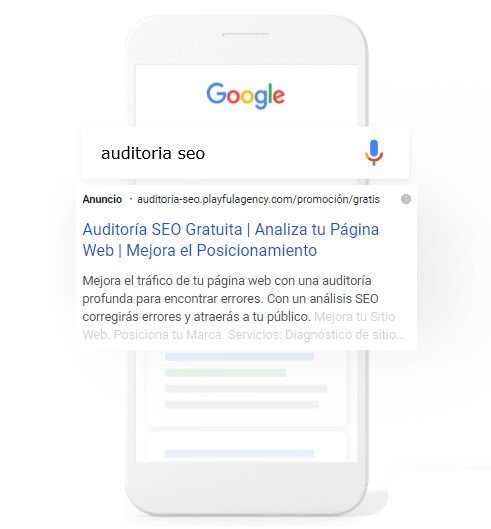 Google
auditoria seo
Anuncio · auditoria-seo.playfulagency.com/promoción/gratis
Auditoría SEO Gratuita | Analiza tu Página
Web | Mejora el Posicionamiento
Mejora el tráfico de tu página web con una auditoría
profunda para encontrar errores. Con un análisis SEO
corregirás errores y atraerás a tu público. Mejora tu Sitio
Web. Posiciona tu Marca. Servicios: Diagnóstico de sitio...